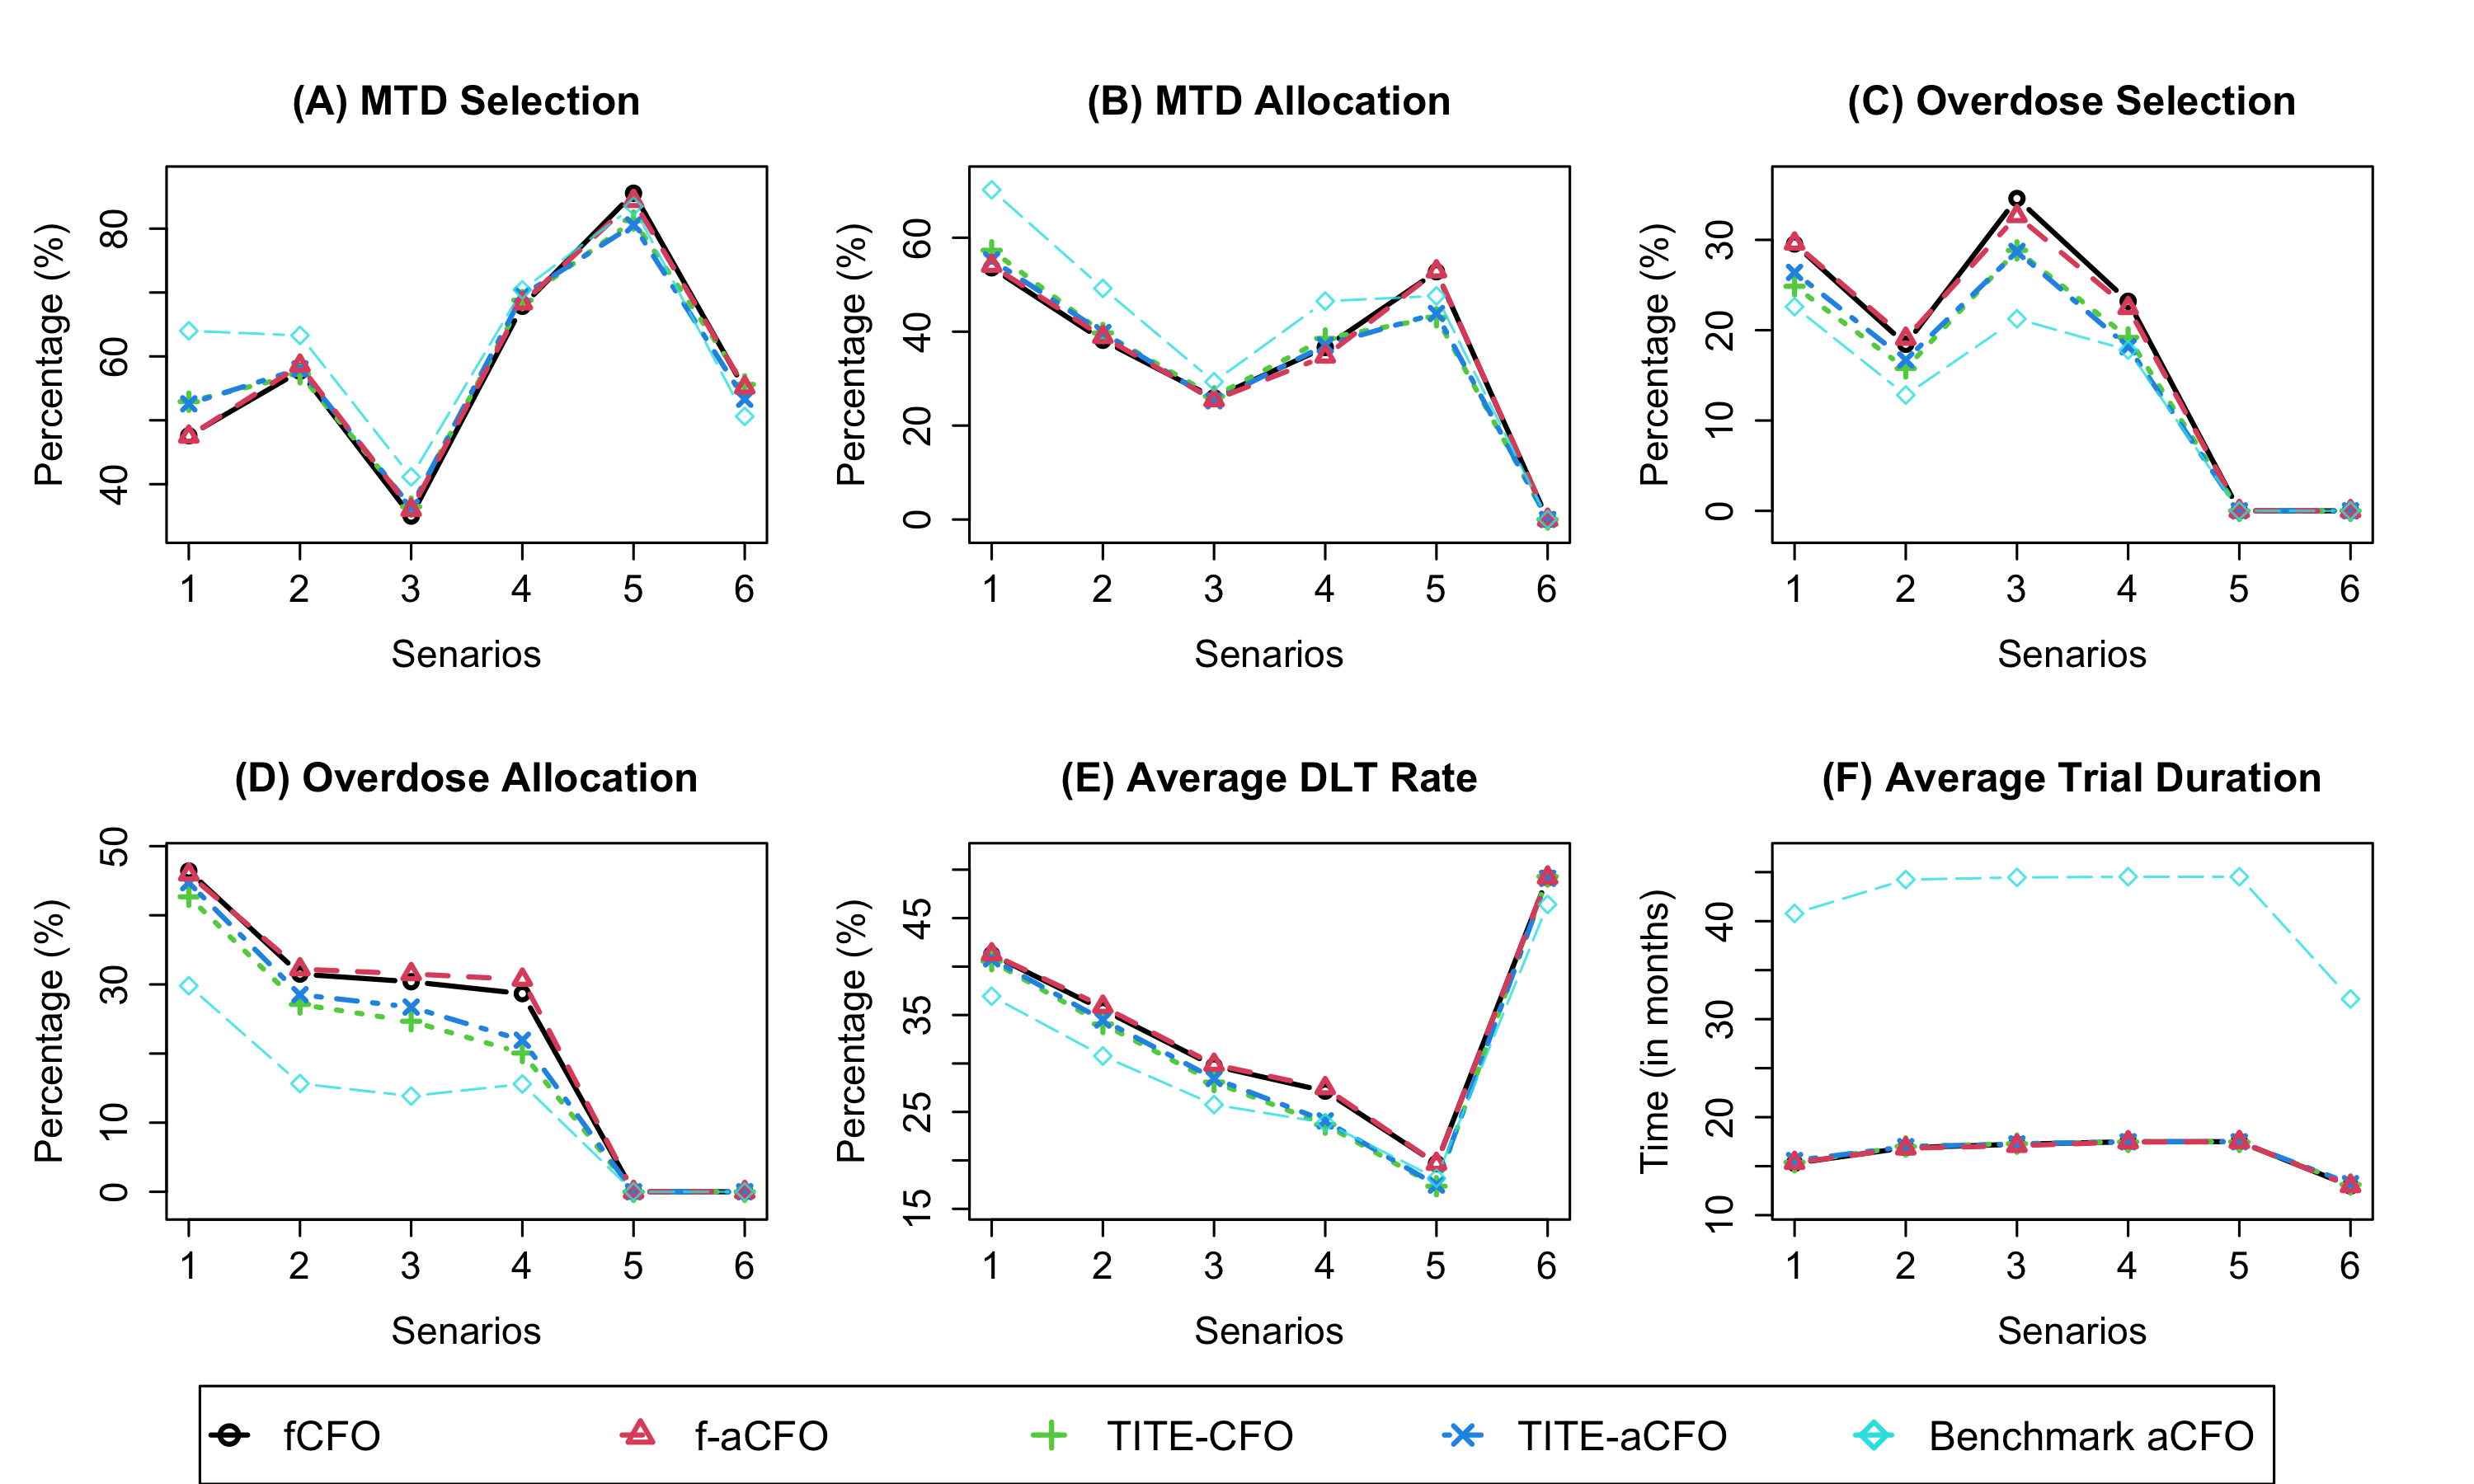 (A) MTD Selection
Percentage (%)
40 60 80
1 2 3 4 5 6
Senarios
(B) MTD Allocation
Percentage (%)
0 20 40 60
1 2 3 4 5 6
Senarios
(C) Overdose Selection
Percentage (%)
0 10 20 30
1 2 3 4 5 6
Senarios
(D) Overdose Allocation
Percentage (%)
0 10 30 50
1 2 3 4 5 6
Senarios
(E) Average DLT Rate
Percentage (%)
15 25 35 45
1 2 3 4 5 6
Senarios
(F) Average Trial Duration
Time (in months)
10 20 30 40
1 2 3 4 5 6
Senarios
fCFO f-aCFO TITE-CFO TITE-aCFO Benchmark aCFO